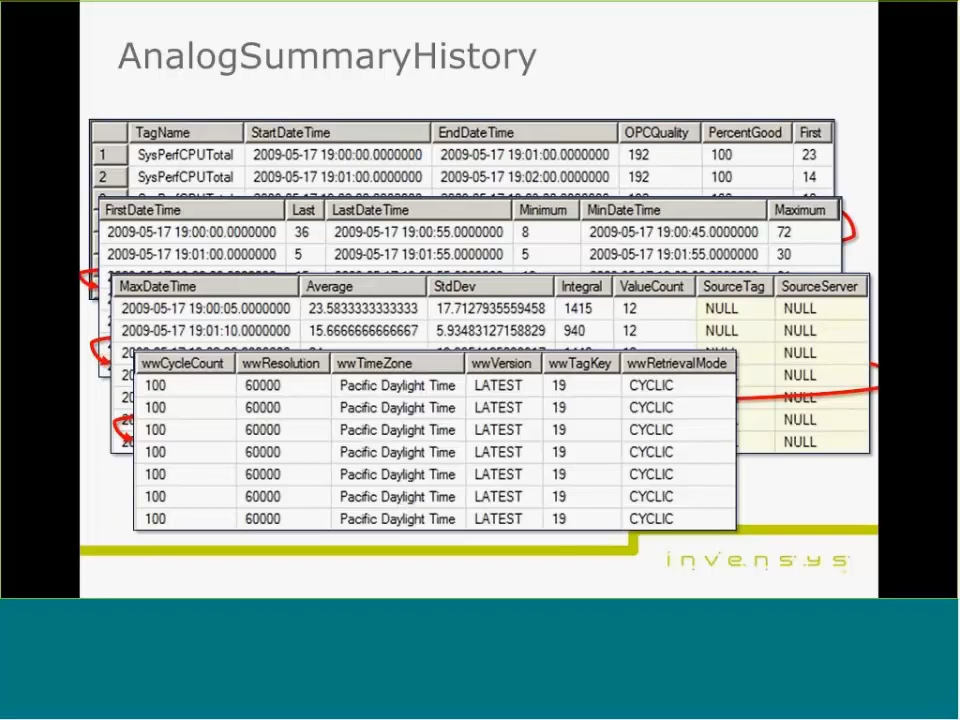 AnalogSummaryHistory
TagName StartDateTime EndDateTime OPCQuality PercentGood First
1 SysPerfCPUTotal 2009-05-17 19:00:00.0000000 2009-05-17 19:01:00.0000000 192 100 23
2 SysPerfCPUTotal 2009-05-17 19:01:00.0000000 2009-05-17 19:02:00.0000000 192 100 14
FirstDateTime Last LastDateTime Minimum MinDateTime Maximum
2009-05-17 19:00:00.0000000 36 2009-05-17 19:00:55.0000000 8 2009-05-17 19:00:45.0000000 72
2009-05-17 19:01:00.0000000 5 2009-05-17 19:01:55.0000000 5 2009-05-17 19:01:55.0000000 30
MaxDateTime Average StdDev Integral ValueCount SourceTag SourceServer
2009-05-17 19:00:05.0000000 23.5833333333333 17.7127935559458 1415 12 NULL NULL
2009-05-17 19:01:10.0000000 15.6666666666667 5.93483127158829 940 12 NULL NULL
NULL
NULL
NULL
NULL
NULL
wwCycleCount wwResolution wwTimeZone wwVersion wwTagKey wwRetrievalMode
100 60000 Pacific Daylight Time LATEST 19 CYCLIC
100 60000 Pacific Daylight Time LATEST 19 CYCLIC
100 60000 Pacific Daylight Time LATEST 19 CYCLIC
100 60000 Pacific Daylight Time LATEST 19 CYCLIC
100 60000 Pacific Daylight Time LATEST 19 CYCLIC
100 60000 Pacific Daylight Time LATEST 19 CYCLIC
100 60000 Pacific Daylight Time LATEST 19 CYCLIC
invensys